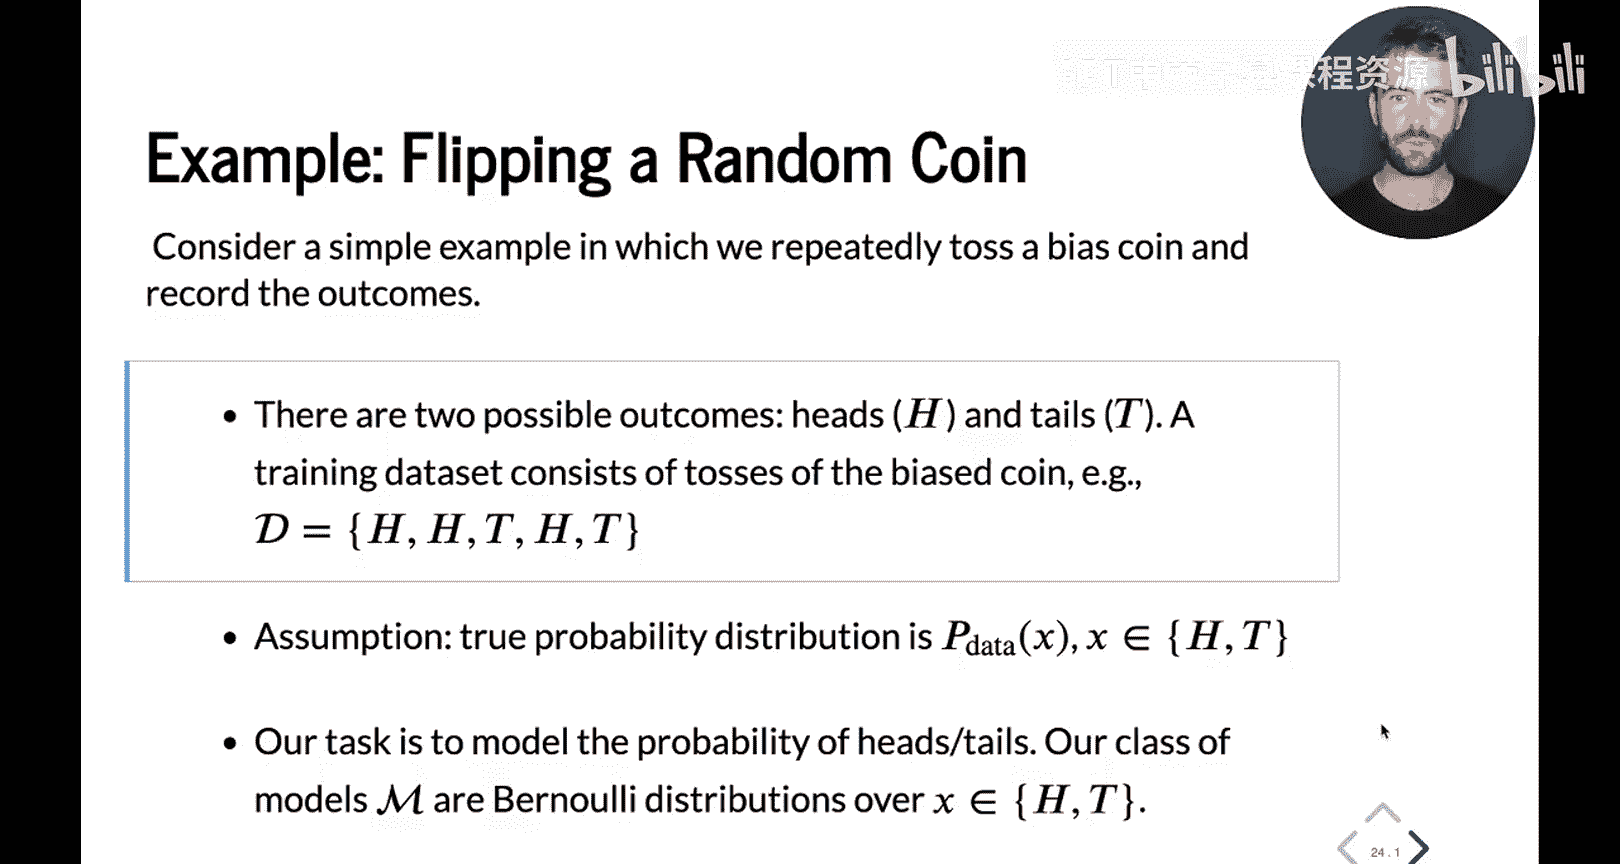 程资源 bilibili
Example: Flipping a Random Coin
Consider a simple example in which we repeatedly toss a bias coin and
record the outcomes.
• There are two possible outcomes: heads (H) and tails (T). A
training dataset consists of tosses of the biased coin, e.g.,
𝒟 = {H, H, T, H, T}
• Assumption: true probability distribution is P_data(x), x ∈ {H, T}
• Our task is to model the probability of heads/tails. Our class of
models ℳ are Bernoulli distributions over x ∈ {H, T}.
24.1